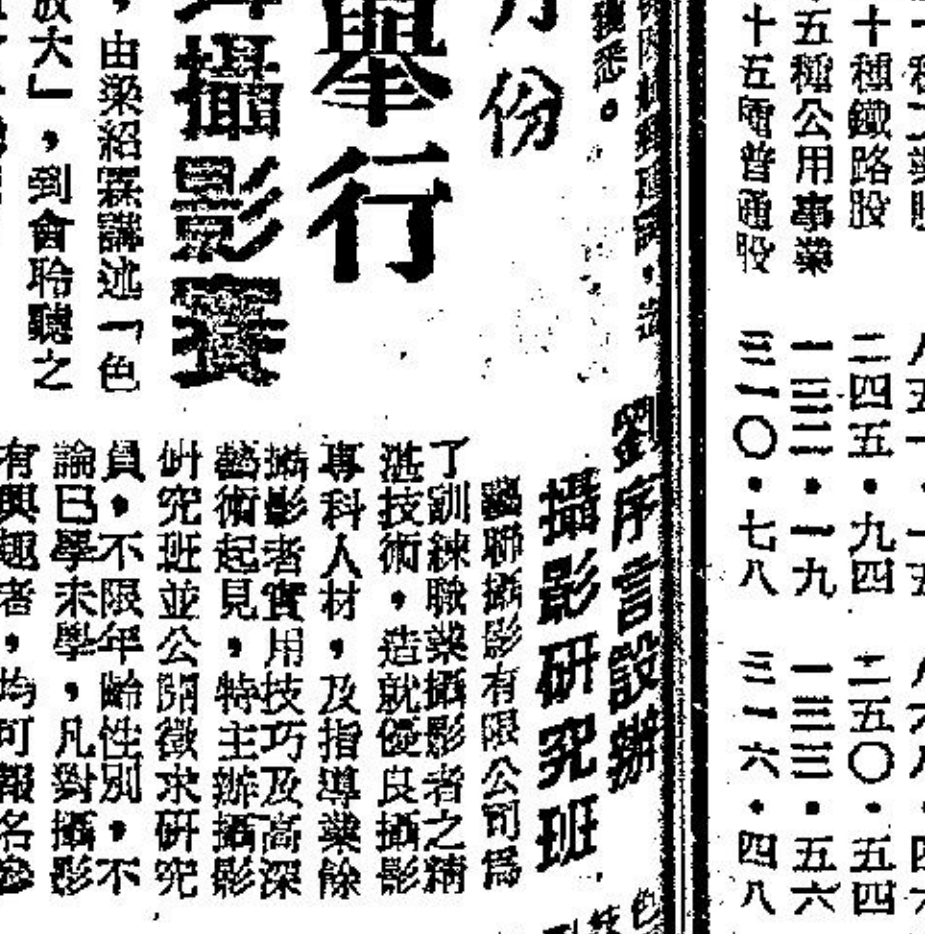 十種鐵路股 二四五・九四 二五〇・五四
五種公用事業 一三二・一九 一三三・五六
十五種普通股 三一〇・七八 三一六・四八
月份
舉行
攝影賽
，由梁紹霖講述「色
放大」，到會聆聽之
劉序言設辦
攝影研究班
藝聯攝影有限公司爲
了訓練職業攝影者之精
湛技術，造就優良攝影
專科人材，及指導業餘
攝影者實用技巧及高深
藝術起見，特主辦攝影
研究班並公開徵求研究
員，不限年齡性別，不
論已學未學，凡對攝影
有興趣者，均可報名參